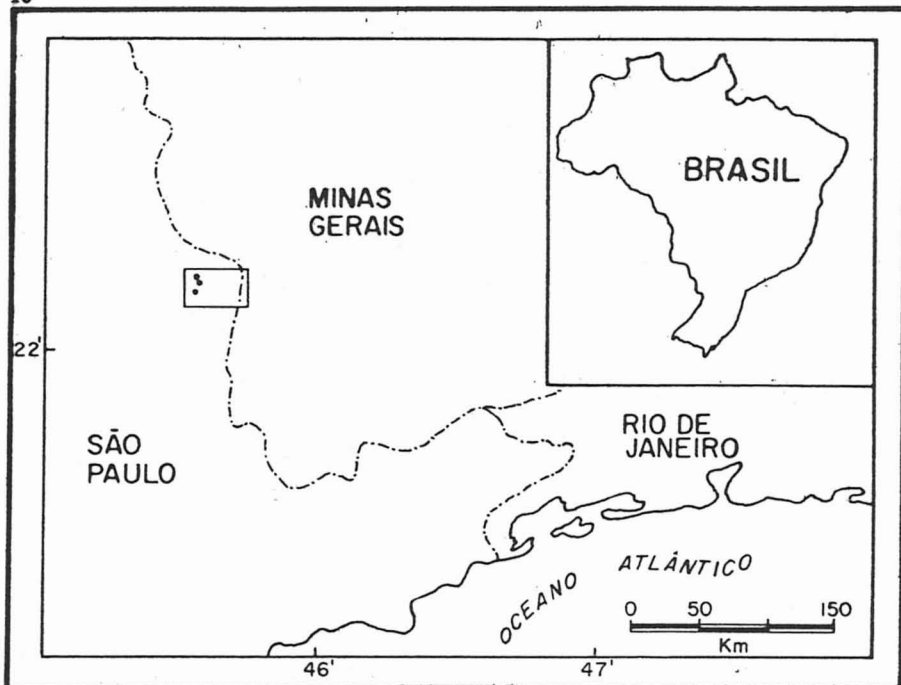 MINAS
GERAIS
BRASIL
22'
SÃO
PAULO
RIO DE
JANEIRO
OCEANO ATLÂNTICO
0 50 150
Km
46' 47'